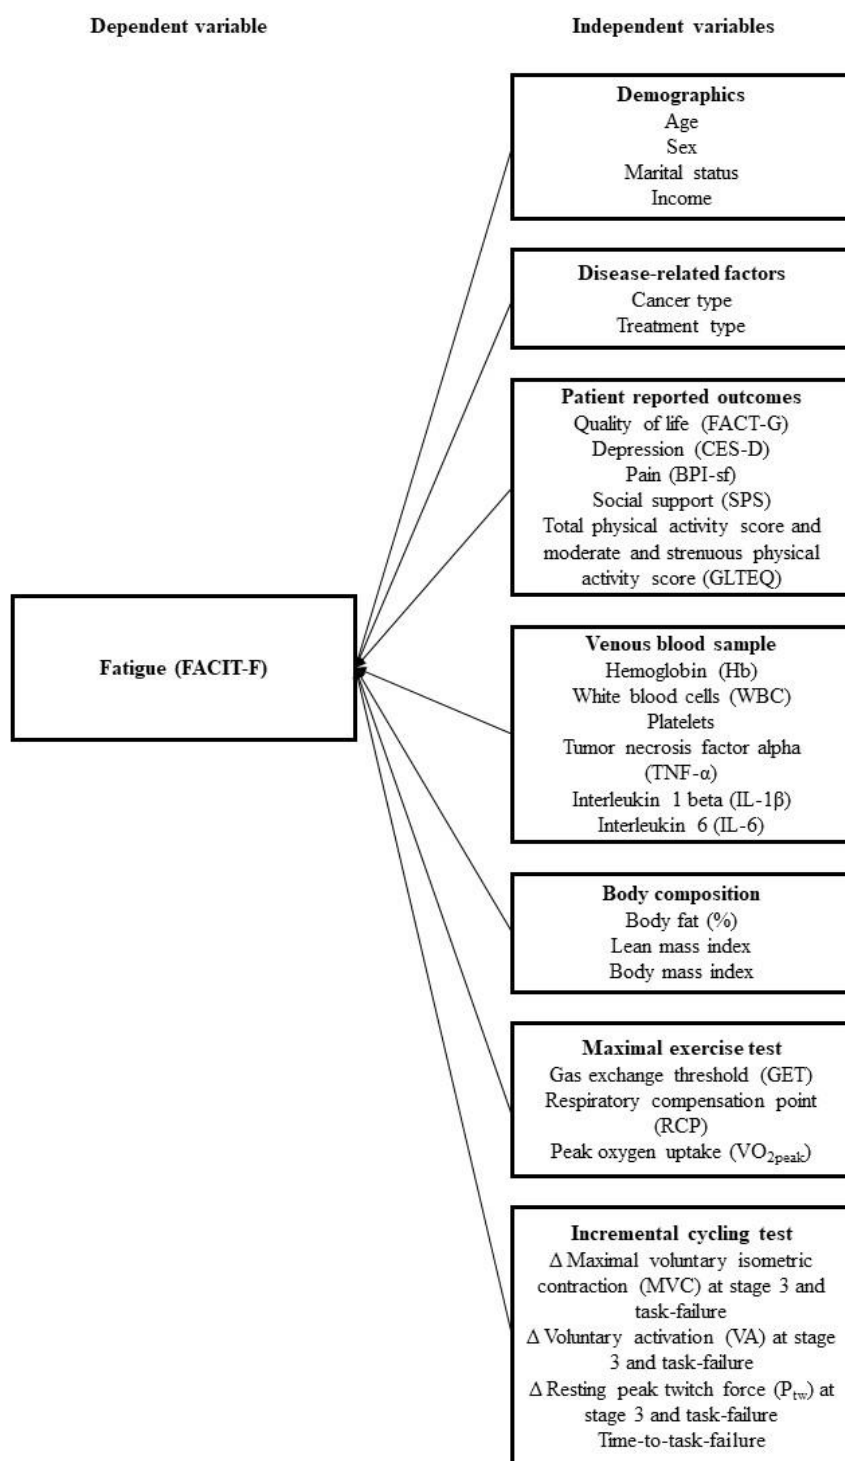 Dependent variable
Independent variables
Demographics
Age
Sex
Marital status
Income
Disease-related factors
Cancer type
Treatment type
Patient reported outcomes
Quality of life (FACT-G)
Depression (CES-D)
Pain (BPI-sf)
Social support (SPS)
Total physical activity score and
moderate and strenuous physical
activity score (GLTEQ)
Fatigue (FACIT-F)
Venous blood sample
Hemoglobin (Hb)
White blood cells (WBC)
Platelets
Tumor necrosis factor alpha
(TNF-α)
Interleukin 1 beta (IL-1β)
Interleukin 6 (IL-6)
Body composition
Body fat (%)
Lean mass index
Body mass index
Maximal exercise test
Gas exchange threshold (GET)
Respiratory compensation point
(RCP)
Peak oxygen uptake (VO2peak)
Incremental cycling test
Δ Maximal voluntary isometric
contraction (MVC) at stage 3 and
task-failure
Δ Voluntary activation (VA) at stage
3 and task-failure
Δ Resting peak twitch force (Ptw) at
stage 3 and task-failure
Time-to-task-failure